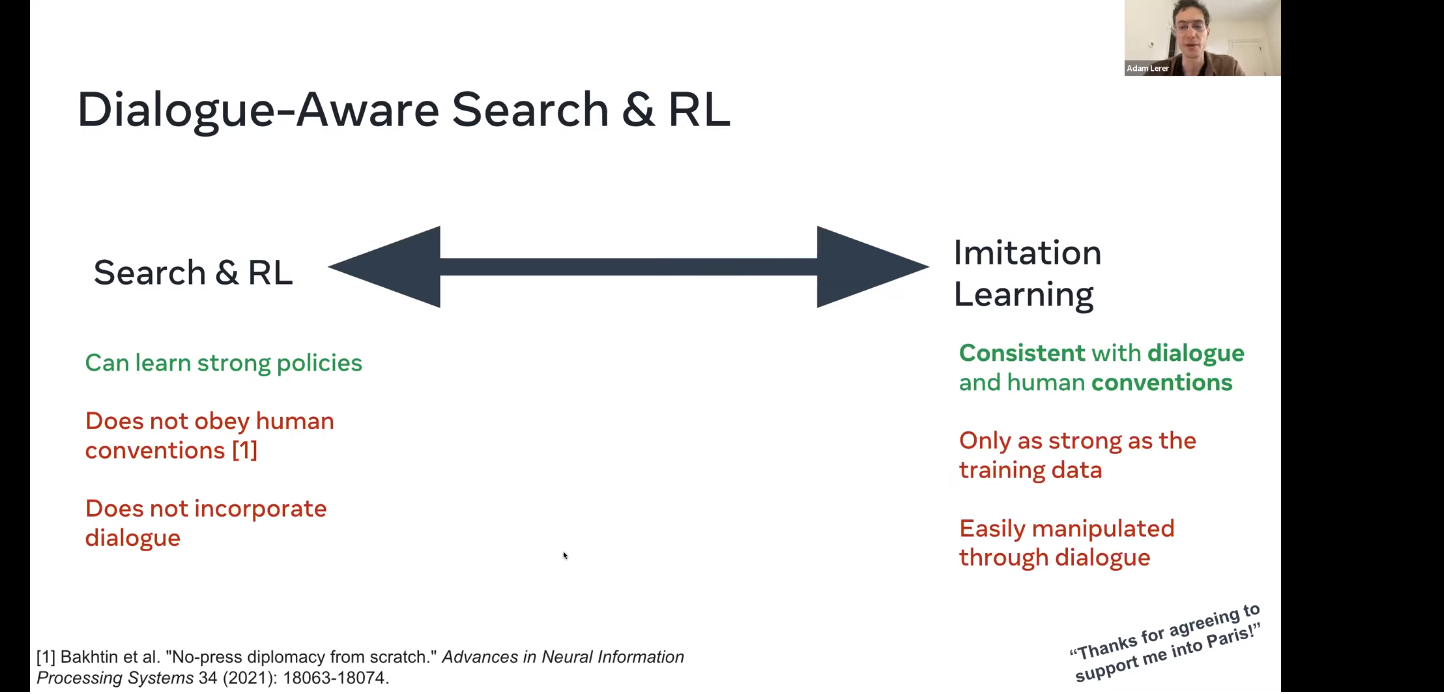 Adam Lerer
Dialogue-Aware Search & RL
Search & RL
Can learn strong policies
Does not obey human
conventions [1]
Does not incorporate
dialogue
Imitation
Learning
Consistent with dialogue
and human conventions
Only as strong as the
training data
Easily manipulated
through dialogue
“Thanks for agreeing to
support me into Paris!”
[1] Bakhtin et al. "No-press diplomacy from scratch." Advances in Neural Information
Processing Systems 34 (2021): 18063-18074.